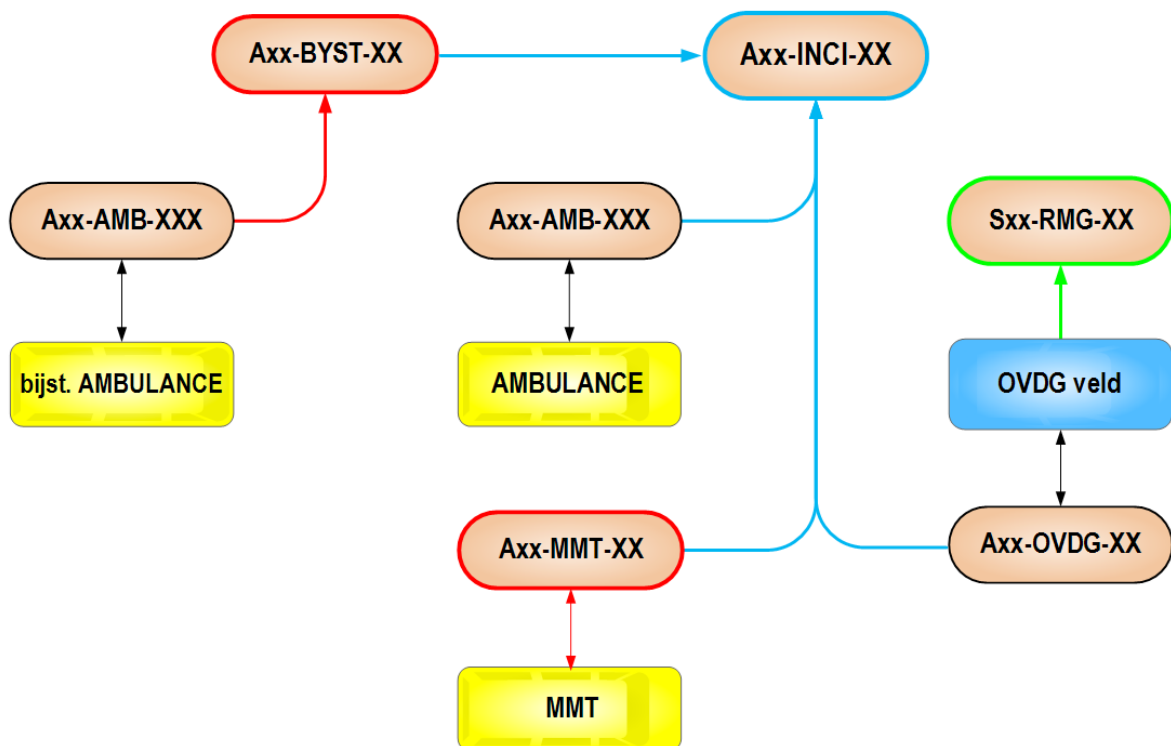 Axx-BYST-XX
Axx-INCI-XX
Axx-AMB-XXX
Axx-AMB-XXX
Sxx-RMG-XX
bijst. AMBULANCE
AMBULANCE
OVDG veld
Axx-MMT-XX
Axx-OVDG-XX
MMT